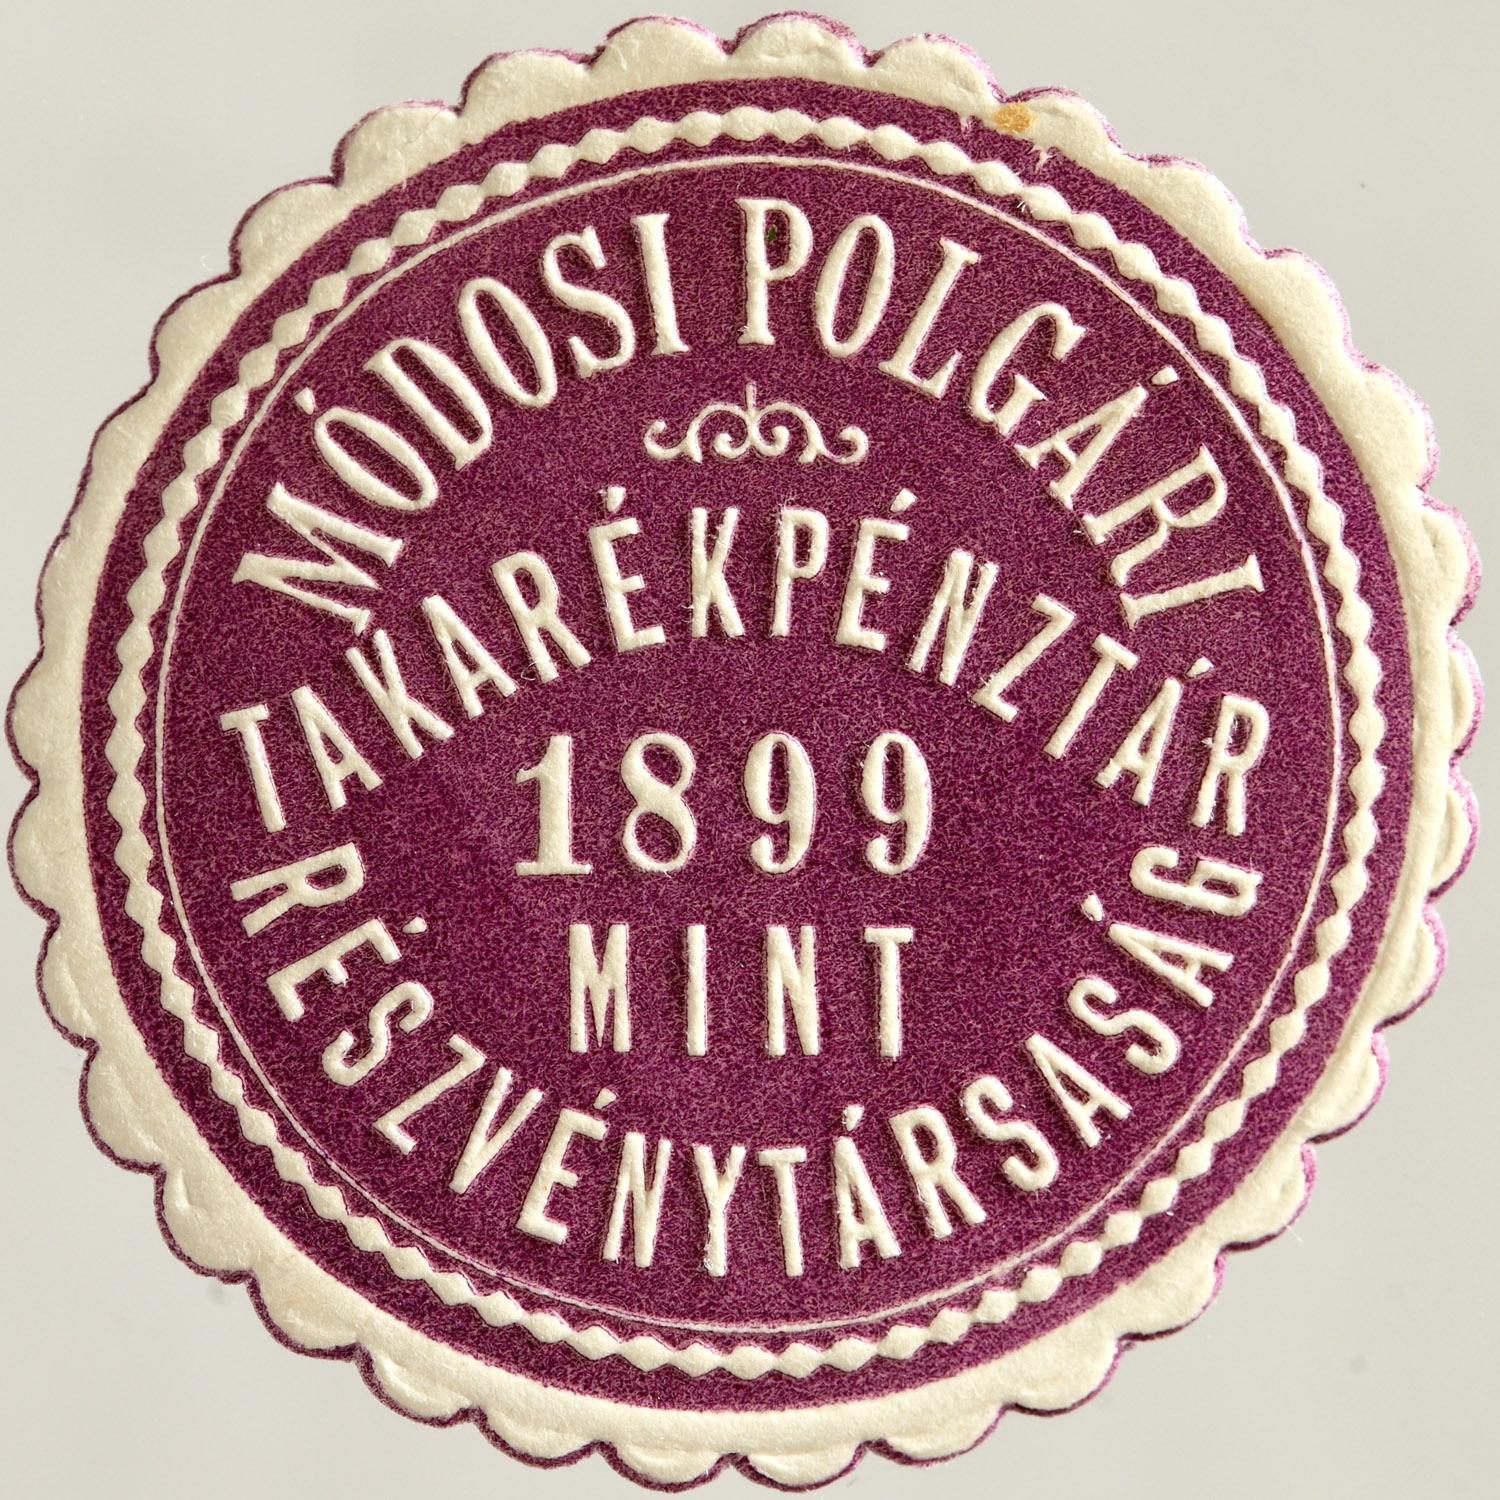 MÓDOSI POLGÁRI
TAKARÉKPÉNZTÁR
1899
MINT
RÉSZVÉNYTÁRSASÁG